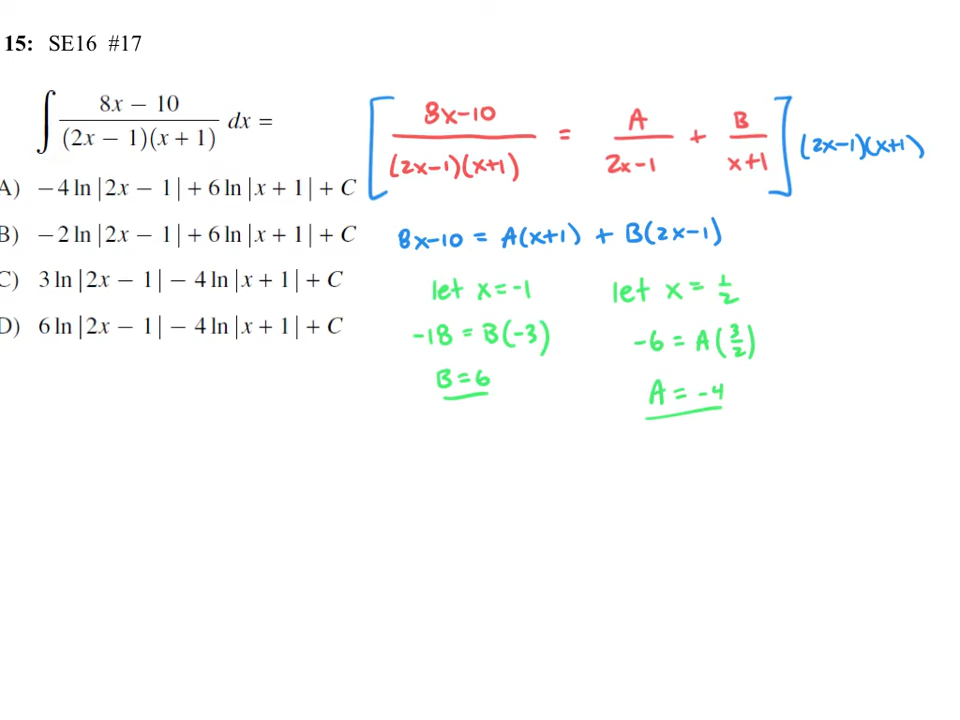 15: SE16 #17
∫ (8x − 10)/((2x − 1)(x + 1)) dx =
A) −4 ln |2x − 1| + 6 ln |x + 1| + C
B) −2 ln |2x − 1| + 6 ln |x + 1| + C
C) 3 ln |2x − 1| − 4 ln |x + 1| + C
D) 6 ln |2x − 1| − 4 ln |x + 1| + C
[ (8x-10)/((2x-1)(x+1)) = A/(2x-1) + B/(x+1) ] (2x-1)(x+1)
8x-10 = A(x+1) + B(2x-1)
let x=-1
-18 = B(-3)
B=6
let x = 1/2
-6 = A(3/2)
A = -4